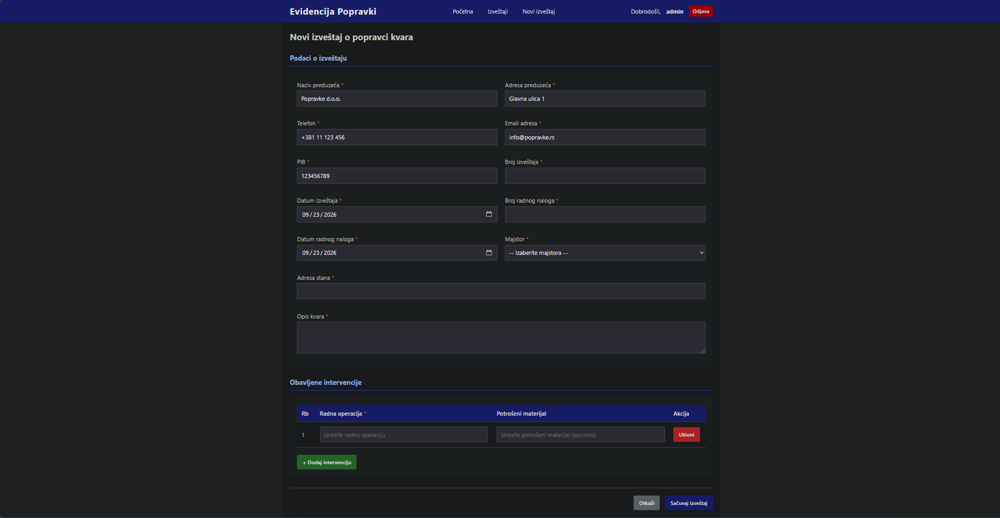 Evidencija Popravki Početna Izveštaji Novi izveštaj Dobrodošli, admin Odjava
Novi izveštaj o popravci kvara
Podaci o izveštaju
Naziv preduzeća * Adresa preduzeća *
Popravke d.o.o. Glavna ulica 1
Telefon * Email adresa *
+381 11 123 456 info@popravke.rs
PIB * Broj izveštaja *
123456789
Datum izveštaja * Broj radnog naloga *
09/23/2026
Datum radnog naloga * Majstor *
09/23/2026 -- Izaberite majstora --
Adresa stana *
Opis kvara *
Obavljene intervencije
Rb Radna operacija * Potrošeni materijal Akcija
1 Unesite radnu operaciju Unesite potrošeni materijal (opciono) Ukloni
+ Dodaj intervenciju
Otkaži Sačuvaj izveštaj